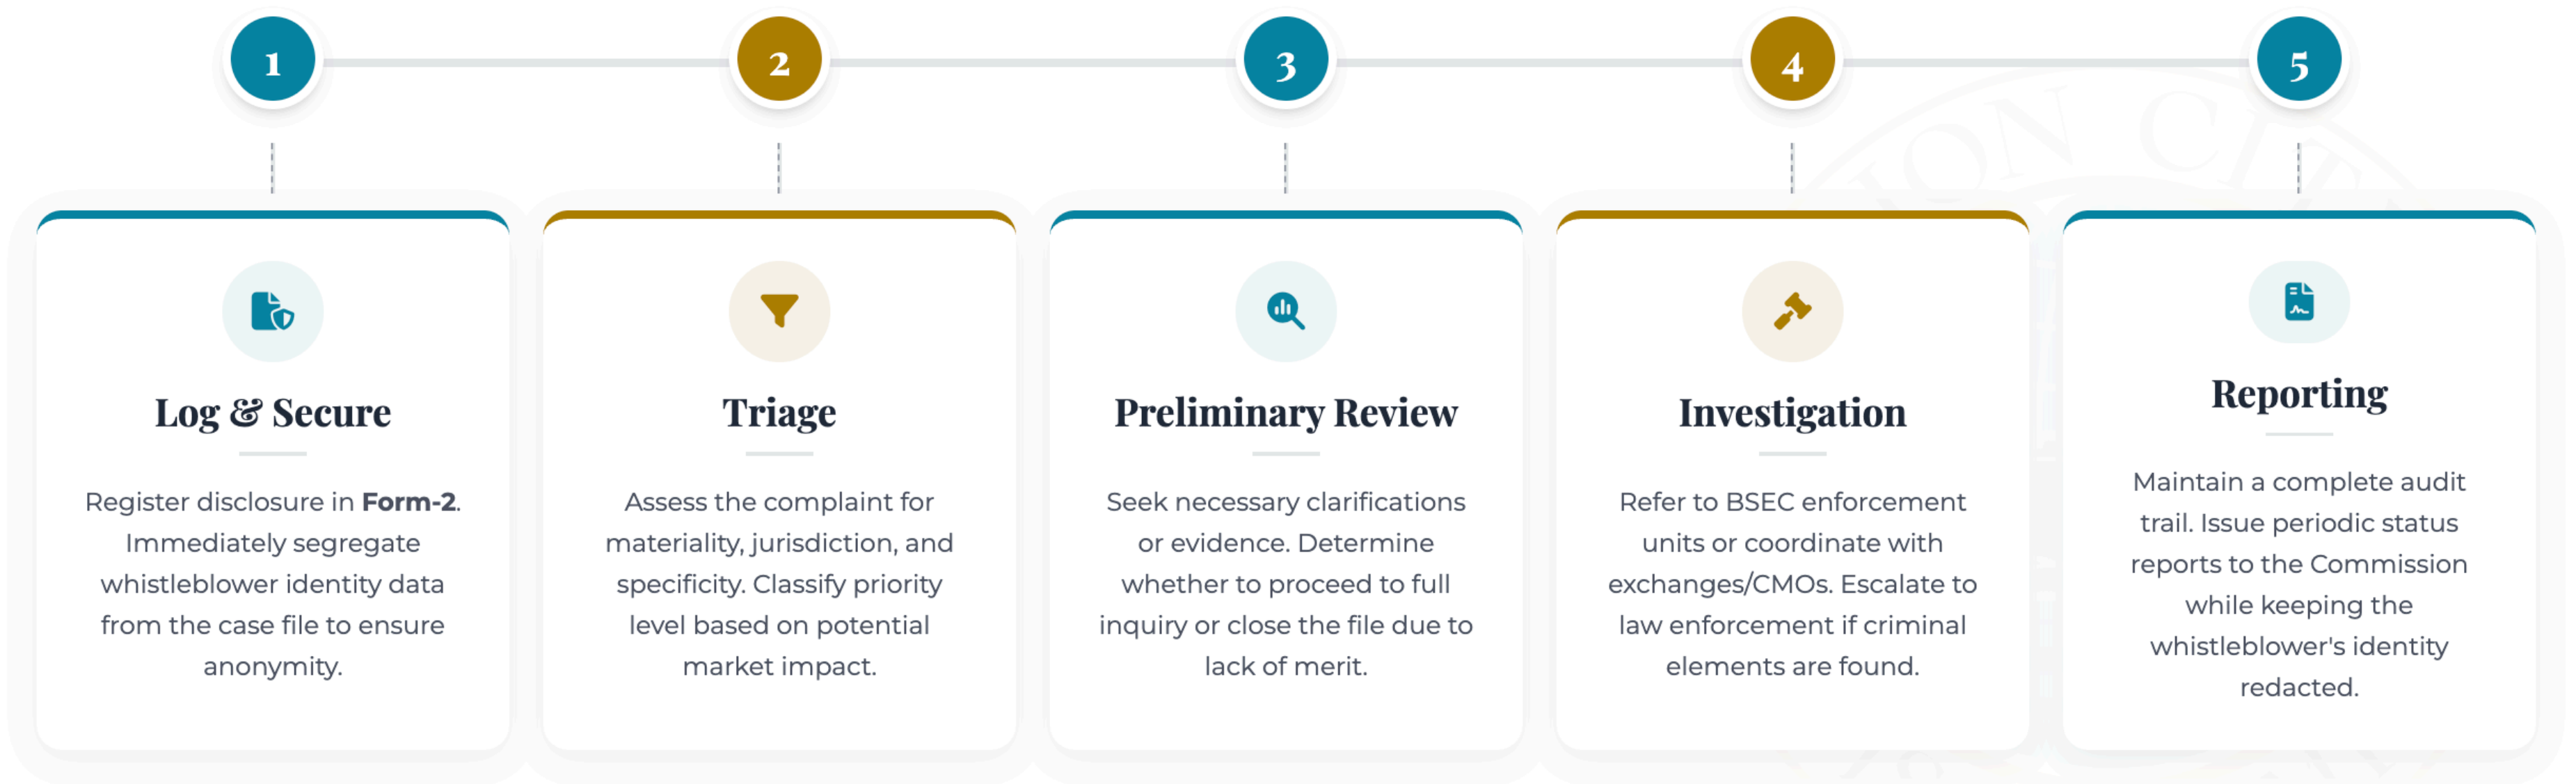 1
2
3
4
5
Log & Secure
Register disclosure in Form-2.
Immediately segregate
whistleblower identity data
from the case file to ensure
anonymity.
Triage
Assess the complaint for
materiality, jurisdiction, and
specificity. Classify priority
level based on potential
market impact.
Preliminary Review
Seek necessary clarifications
or evidence. Determine
whether to proceed to full
inquiry or close the file due to
lack of merit.
Investigation
Refer to BSEC enforcement
units or coordinate with
exchanges/CMOs. Escalate to
law enforcement if criminal
elements are found.
Reporting
Maintain a complete audit
trail. Issue periodic status
reports to the Commission
while keeping the
whistleblower's identity
redacted.